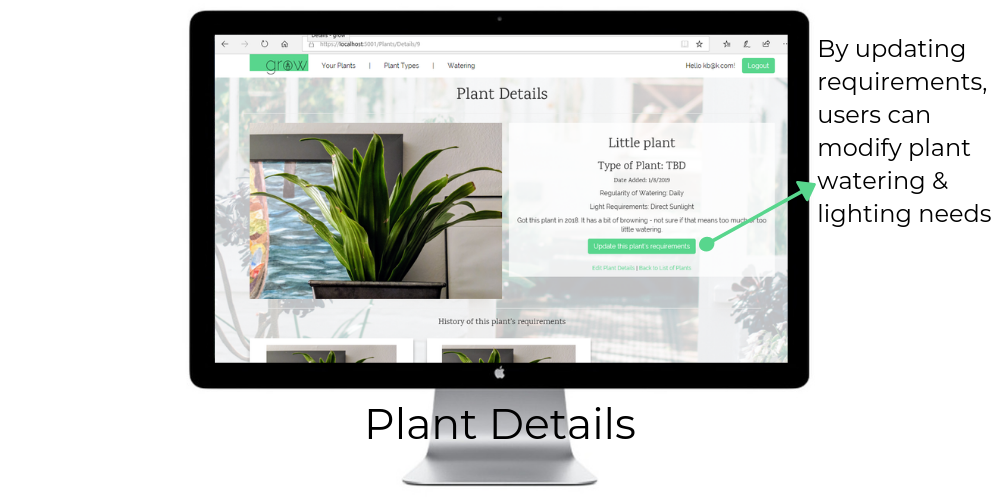 Details - grow
https://localhost:5001/Plants/Details/9
grow
Your Plants | Plant Types | Watering
Hello kb@k.com! Logout
Plant Details
Little plant
Type of Plant: TBD
Date Added: 1/8/2019
Regularity of Watering: Daily
Light Requirements: Direct Sunlight
Got this plant in 2018. It has a bit of browning - not sure if that means too much or too
little watering
Update this plant's requirements
Edit Plant Details | Back to List of Plants
History of this plant's requirements
By updating
requirements,
users can
modify plant
watering &
lighting needs
Plant Details